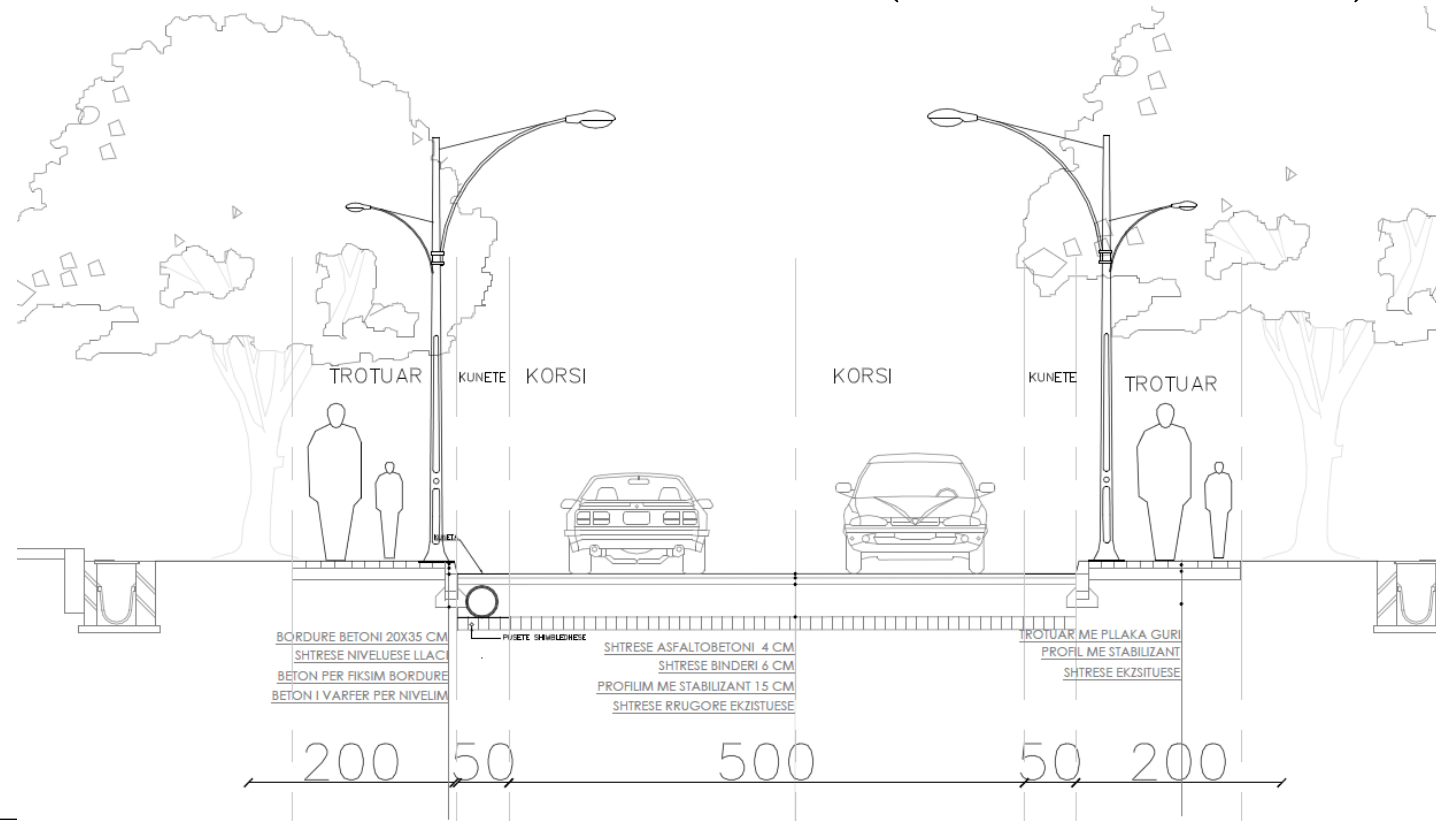 TROTUAR
KUNETE
KORSI
KORSI
KUNETE
TROTUAR
BORDURE BETONI 20X35 CM
SHTRESE NIVELUESE LLACI
BETON PER FIKSIM BORDURE
BETON I VARFER PER NIVELIM
PUSETE SHIMBLEDHESE
SHTRESE ASFALTOBETONI 4 CM
SHTRESE BINDERI 6 CM
PROFILIM ME STABILIZANT 15 CM
SHTRESE RRUGORE EKZISTUESE
TROTUAR ME PLLAKA GURI
PROFIL ME STABILIZANT
SHTRESE EKZSITUESE
200 50 500 50 200